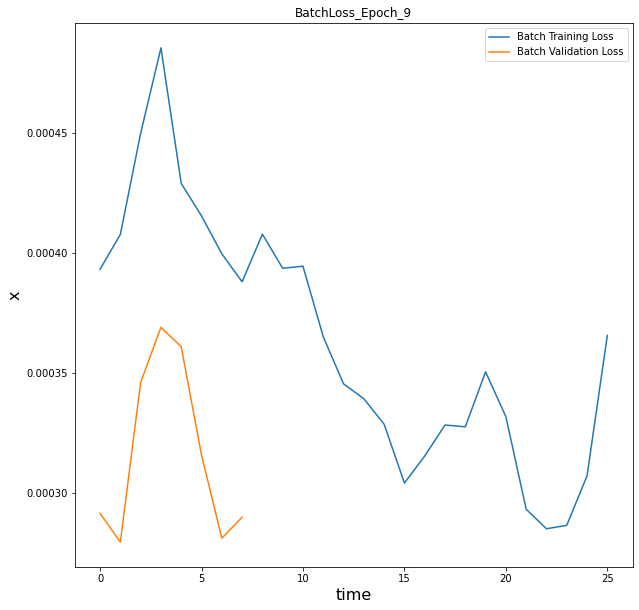 BatchLoss_Epoch_9
Batch Training Loss
Batch Validation Loss
0.00045
0.00040
0.00035
0.00030
x
0
5
10
15
20
25
time